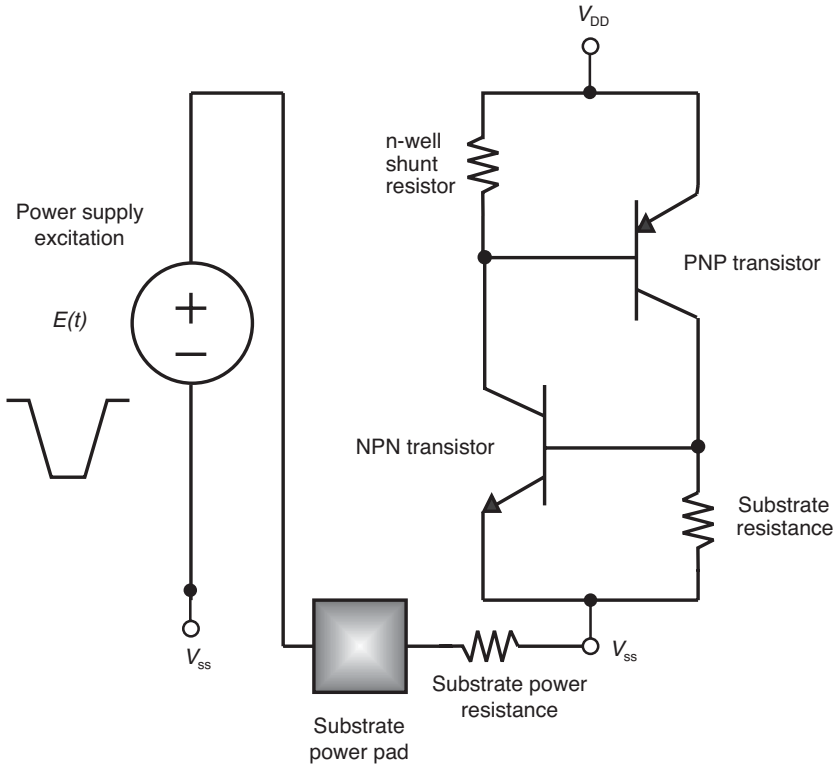 V_DD
n-well
shunt
resistor
Power supply
excitation
PNP transistor
E(t)
+
−
NPN transistor
Substrate
resistance
V_ss
V_ss
Substrate power
resistance
Substrate
power pad